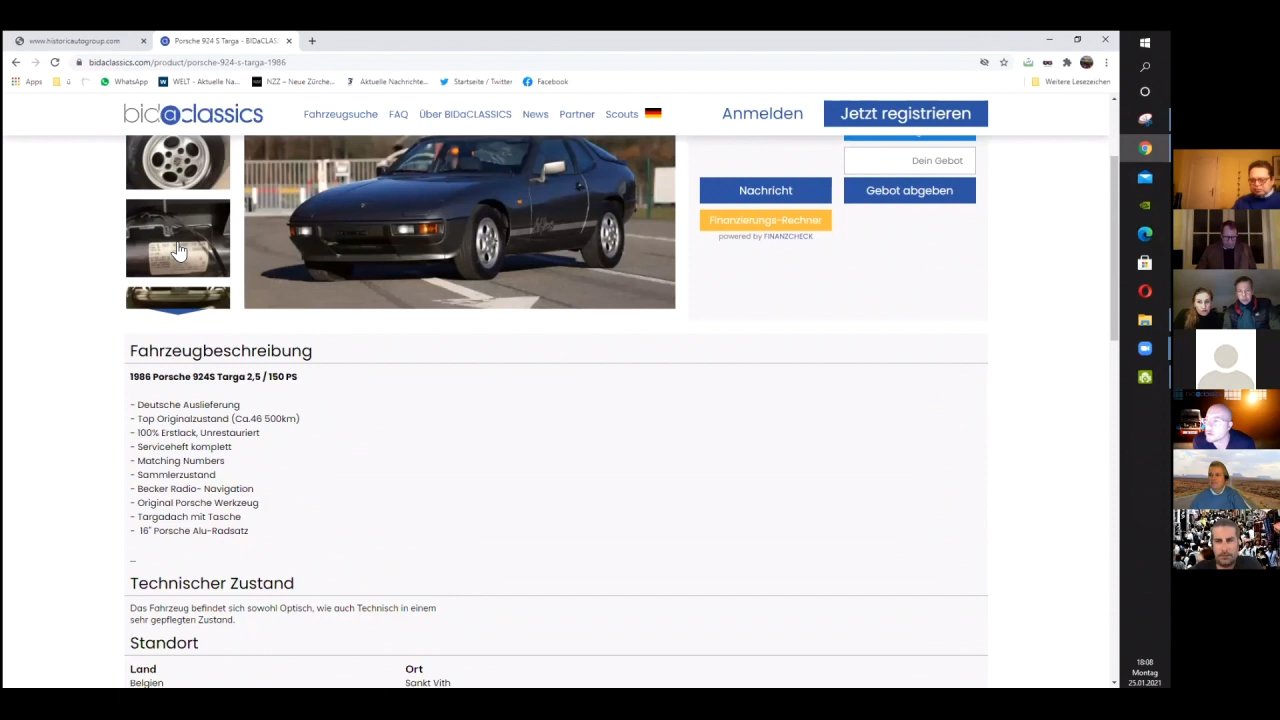 www.historicautogroup.com
Porsche 924 S Targa - BIDaCLAS
bidaclassics.com/product/porsche-924-s-targa-1986
Apps
ü
WhatsApp
WELT - Aktuelle Na...
NZZ – Neue Zürche...
Aktuelle Nachrichte...
Startseite / Twitter
Facebook
Weitere Lesezeichen
bidaclassics
Fahrzeugsuche FAQ Über BIDaCLASSICS News Partner Scouts
Anmelden
Jetzt registrieren
Dein Gebot
Nachricht
Gebot abgeben
Finanzierungs-Rechner
powered by FINANZCHECK
Fahrzeugbeschreibung
1986 Porsche 924S Targa 2,5 / 150 PS
- Deutsche Auslieferung
- Top Originalzustand (Ca.46 500km)
- 100% Erstlack, Unrestauriert
- Serviceheft komplett
- Matching Numbers
- Sammlerzustand
- Becker Radio- Navigation
- Original Porsche Werkzeug
- Targadach mit Tasche
- 16" Porsche Alu-Radsatz
...
Technischer Zustand
Das Fahrzeug befindet sich sowohl Optisch, wie auch Technisch in einem
sehr gepflegten Zustand.
Standort
Land Ort
Belgien Sankt Vith
18:08
Montag
25.01.2021